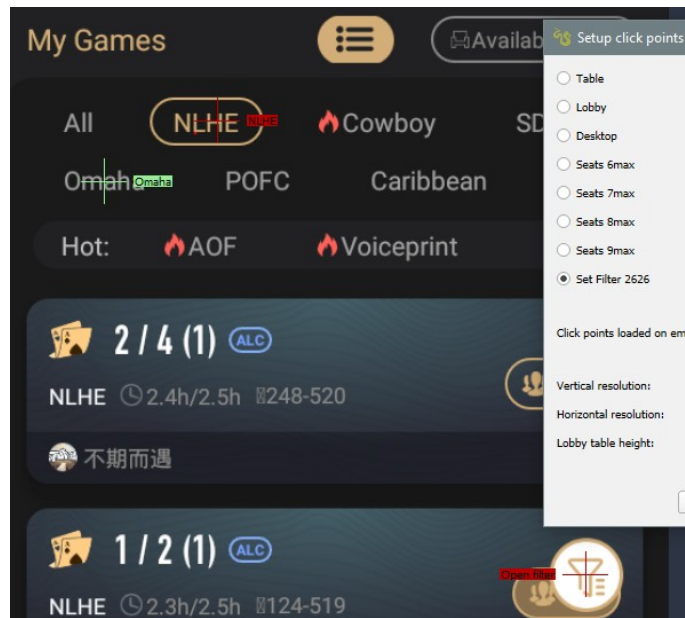 My Games
Availab
All
NLHE
NLHE
Cowboy
SD
Omaha
Omaha
POFC
Caribbean
Hot:
AOF
Voiceprint
2 / 4 (1) ALC
NLHE 2.4h/2.5h 248-520
不期而遇
1 / 2 (1) ALC
Open filter
NLHE 2.3h/2.5h 124-519
Setup click points
Table
Lobby
Desktop
Seats 6max
Seats 7max
Seats 8max
Seats 9max
Set Filter 2626
Click points loaded on em
Vertical resolution:
Horizontal resolution:
Lobby table height: